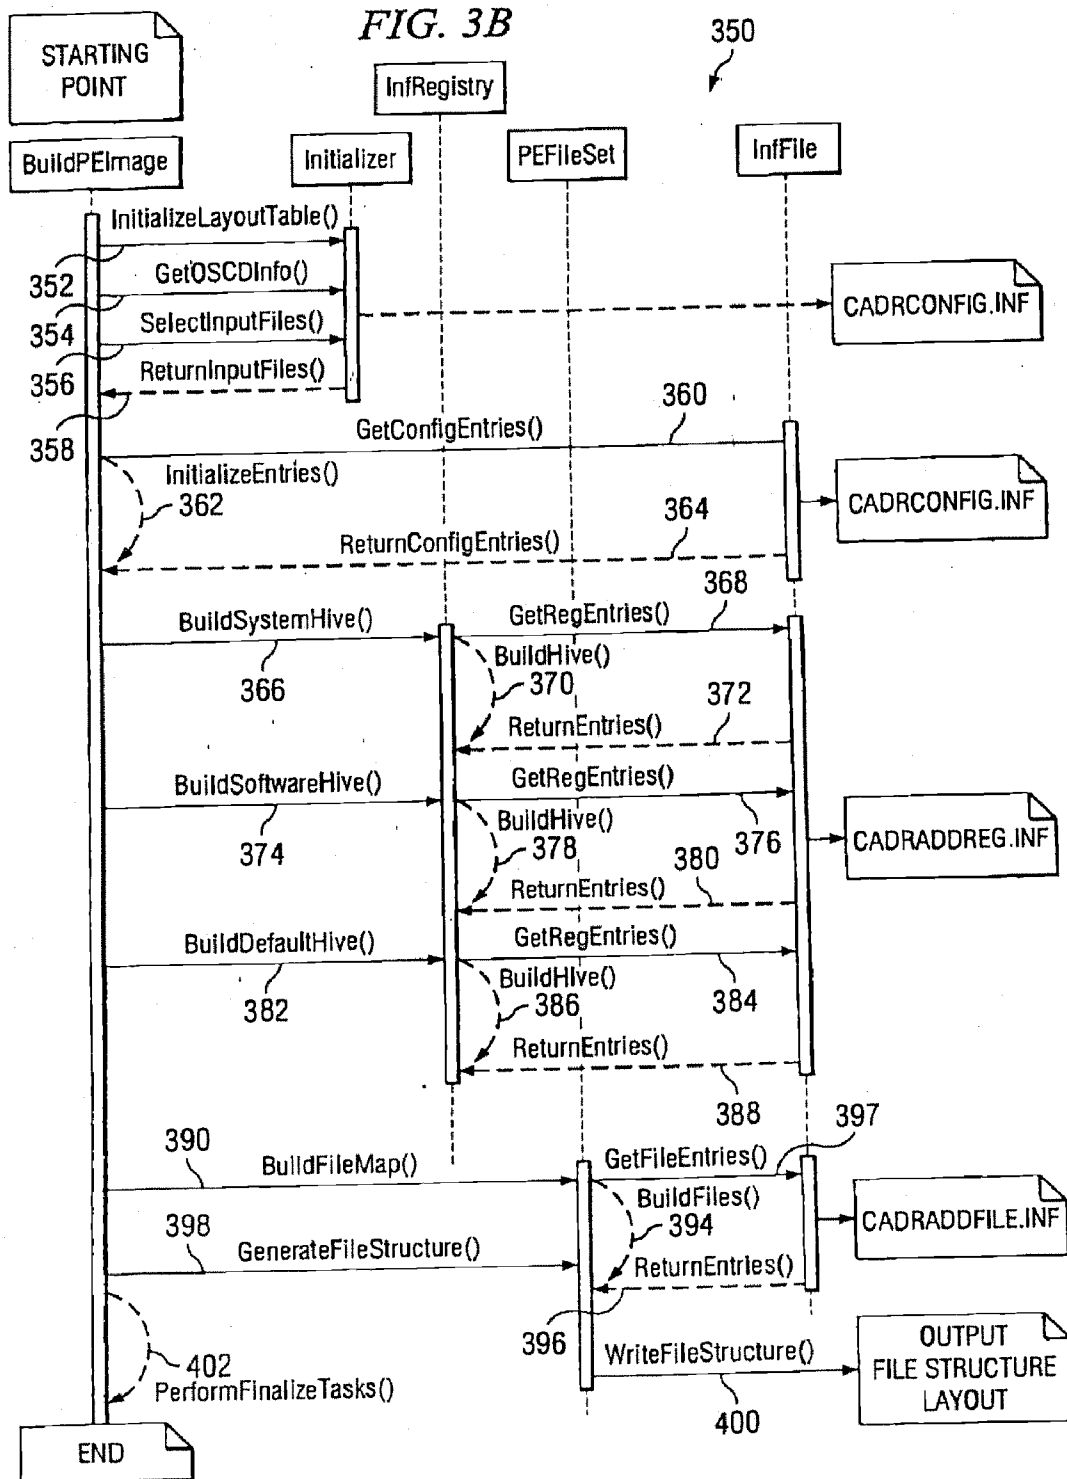 FIG. 3B
350
STARTING
POINT
InfRegistry
BuildPEImage
Initializer
PEFileSet
InfFile
InitializeLayoutTable()
352
GetOSCDInfo()
354
SelectInputFiles()
CADRCONFIG.INF
356
ReturnInputFiles()
358
360
GetConfigEntries()
InitializeEntries()
362
CADRCONFIG.INF
364
ReturnConfigEntries()
368
BuildSystemHive()
GetRegEntries()
366
BuildHive()
370
372
ReturnEntries()
BuildSoftwareHive()
GetRegEntries()
374
BuildHive()
376
378
CADRADDREG.INF
380
ReturnEntries()
BuildDefaultHive()
GetRegEntries()
382
BuildHive()
384
386
ReturnEntries()
388
397
390
BuildFileMap()
GetFileEntries()
BuildFiles()
394
CADRADDFILE.INF
398
GenerateFileStructure()
ReturnEntries()
396
402
WriteFileStructure()
400
OUTPUT
FILE STRUCTURE
LAYOUT
PerformFinalizeTasks()
END